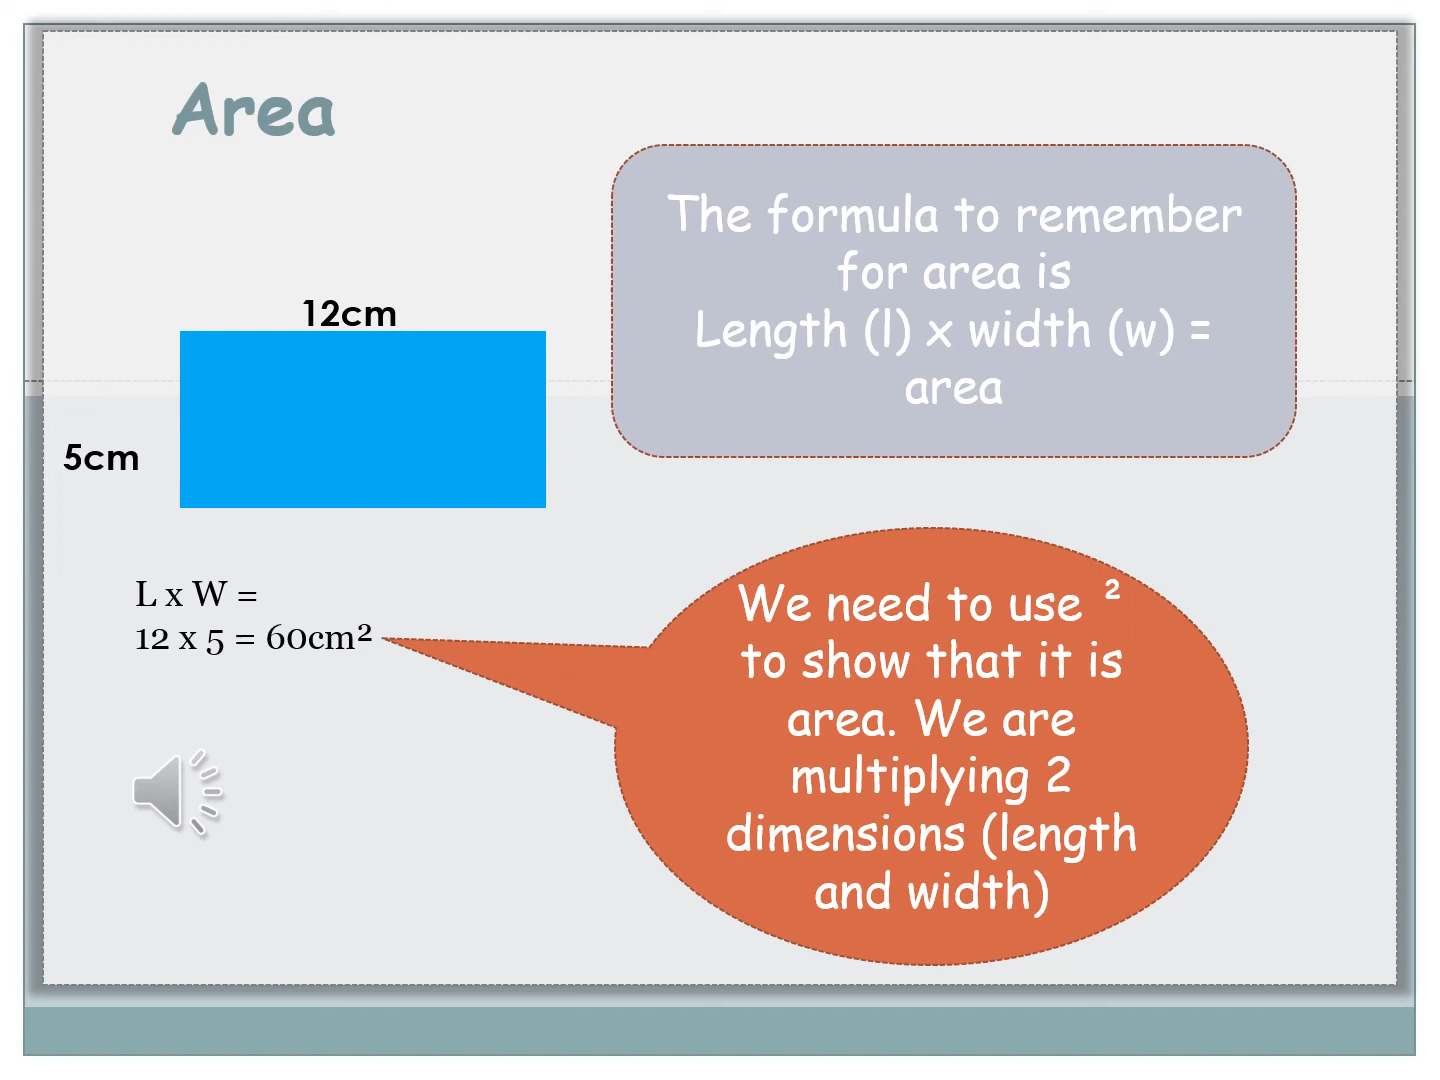 Area
The formula to remember
for area is
Length (l) x width (w) =
area
12cm
5cm
L x W =
12 x 5 = 60cm²
We need to use ²
to show that it is
area. We are
multiplying 2
dimensions (length
and width)